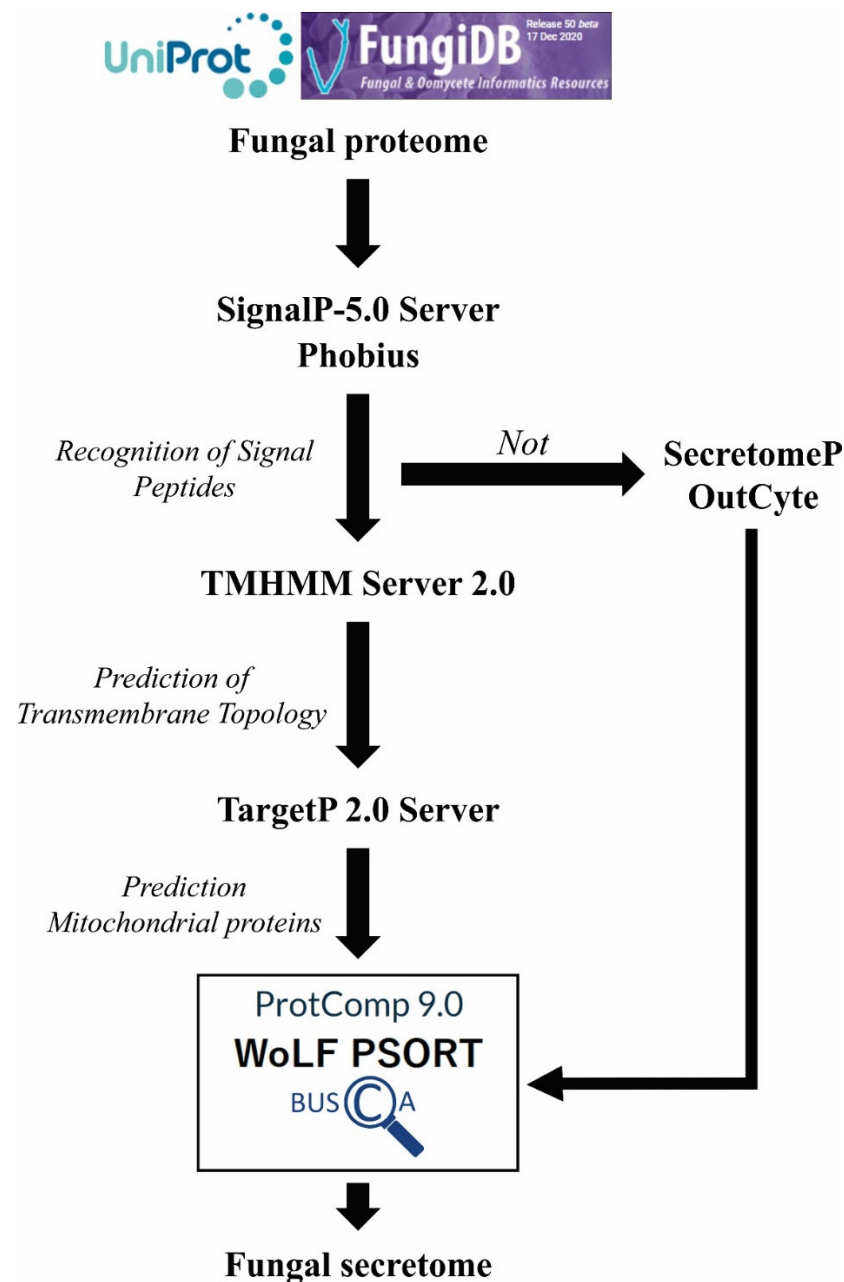 UniProt
FungiDB
Release 50 beta
17 Dec 2020
Fungal & Oomycete Informatics Resources
Fungal proteome
SignalP-5.0 Server
Phobius
Recognition of Signal
Peptides
Not
SecretomeP
OutCyte
TMHMM Server 2.0
Prediction of
Transmembrane Topology
TargetP 2.0 Server
Prediction
Mitochondrial proteins
ProtComp 9.0
WoLF PSORT
BUSCA
Fungal secretome